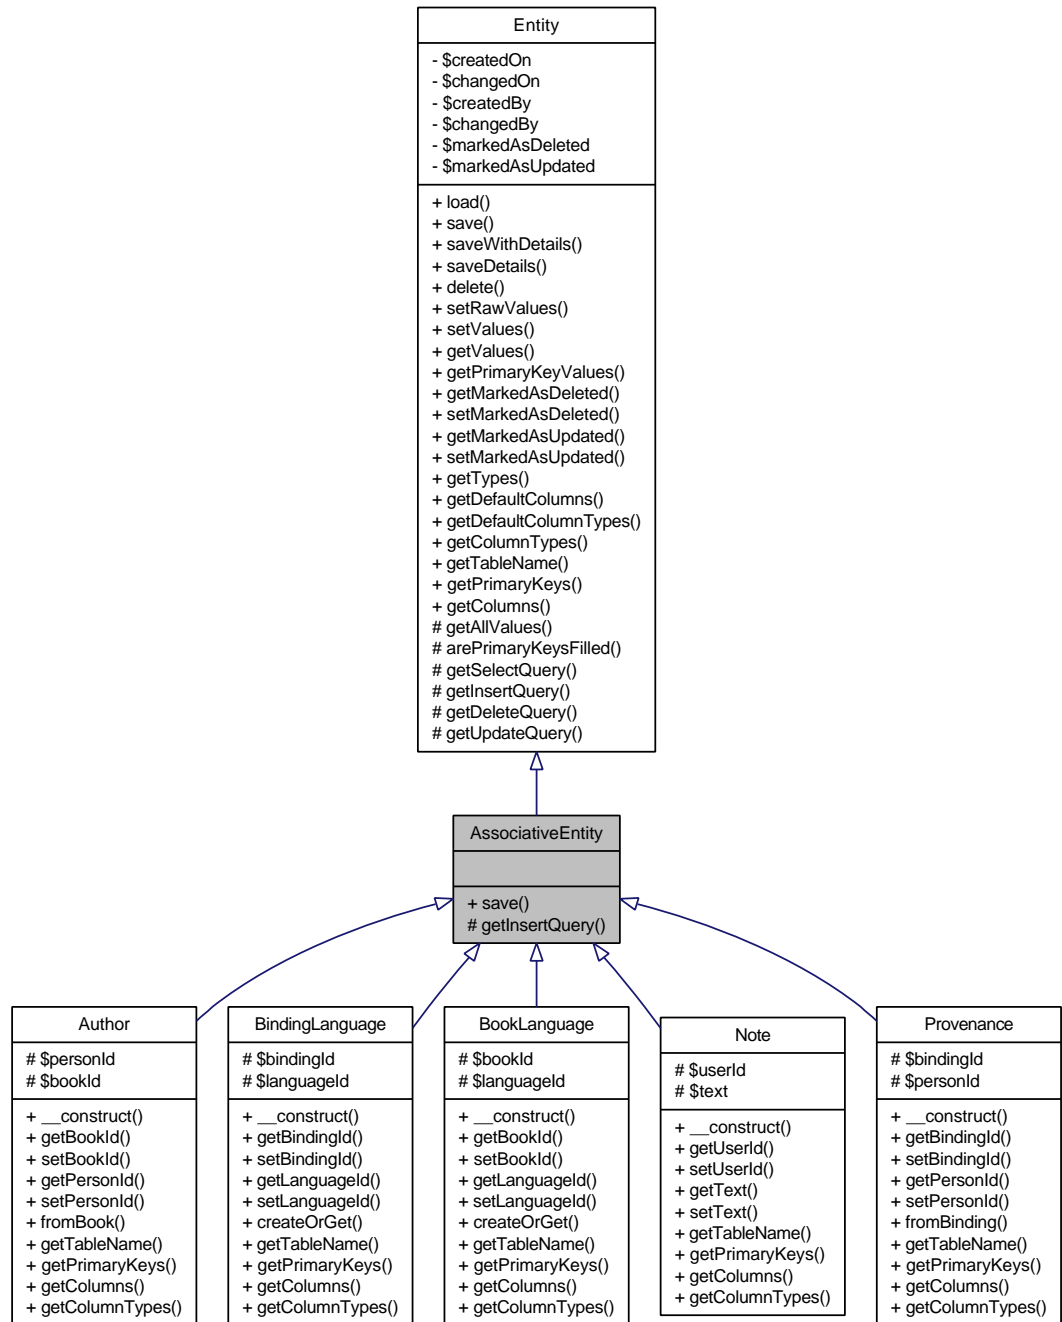 Entity
- $createdOn
- $changedOn
- $createdBy
- $changedBy
- $markedAsDeleted
- $markedAsUpdated
+ load()
+ save()
+ saveWithDetails()
+ saveDetails()
+ delete()
+ setRawValues()
+ setValues()
+ getValues()
+ getPrimaryKeyValues()
+ getMarkedAsDeleted()
+ setMarkedAsDeleted()
+ getMarkedAsUpdated()
+ setMarkedAsUpdated()
+ getTypes()
+ getDefaultColumns()
+ getDefaultColumnTypes()
+ getColumnTypes()
+ getTableName()
+ getPrimaryKeys()
+ getColumns()
# getAllValues()
# arePrimaryKeysFilled()
# getSelectQuery()
# getInsertQuery()
# getDeleteQuery()
# getUpdateQuery()
AssociativeEntity
+ save()
# getInsertQuery()
Author
# $personId
# $bookId
+ __construct()
+ getBookId()
+ setBookId()
+ getPersonId()
+ setPersonId()
+ fromBook()
+ getTableName()
+ getPrimaryKeys()
+ getColumns()
+ getColumnTypes()
BindingLanguage
# $bindingId
# $languageId
+ __construct()
+ getBindingId()
+ setBindingId()
+ getLanguageId()
+ setLanguageId()
+ createOrGet()
+ getTableName()
+ getPrimaryKeys()
+ getColumns()
+ getColumnTypes()
BookLanguage
# $bookId
# $languageId
+ __construct()
+ getBookId()
+ setBookId()
+ getLanguageId()
+ setLanguageId()
+ createOrGet()
+ getTableName()
+ getPrimaryKeys()
+ getColumns()
+ getColumnTypes()
Note
# $userId
# $text
+ __construct()
+ getUserId()
+ setUserId()
+ getText()
+ setText()
+ getTableName()
+ getPrimaryKeys()
+ getColumns()
+ getColumnTypes()
Provenance
# $bindingId
# $personId
+ __construct()
+ getBindingId()
+ setBindingId()
+ getPersonId()
+ setPersonId()
+ fromBinding()
+ getTableName()
+ getPrimaryKeys()
+ getColumns()
+ getColumnTypes()